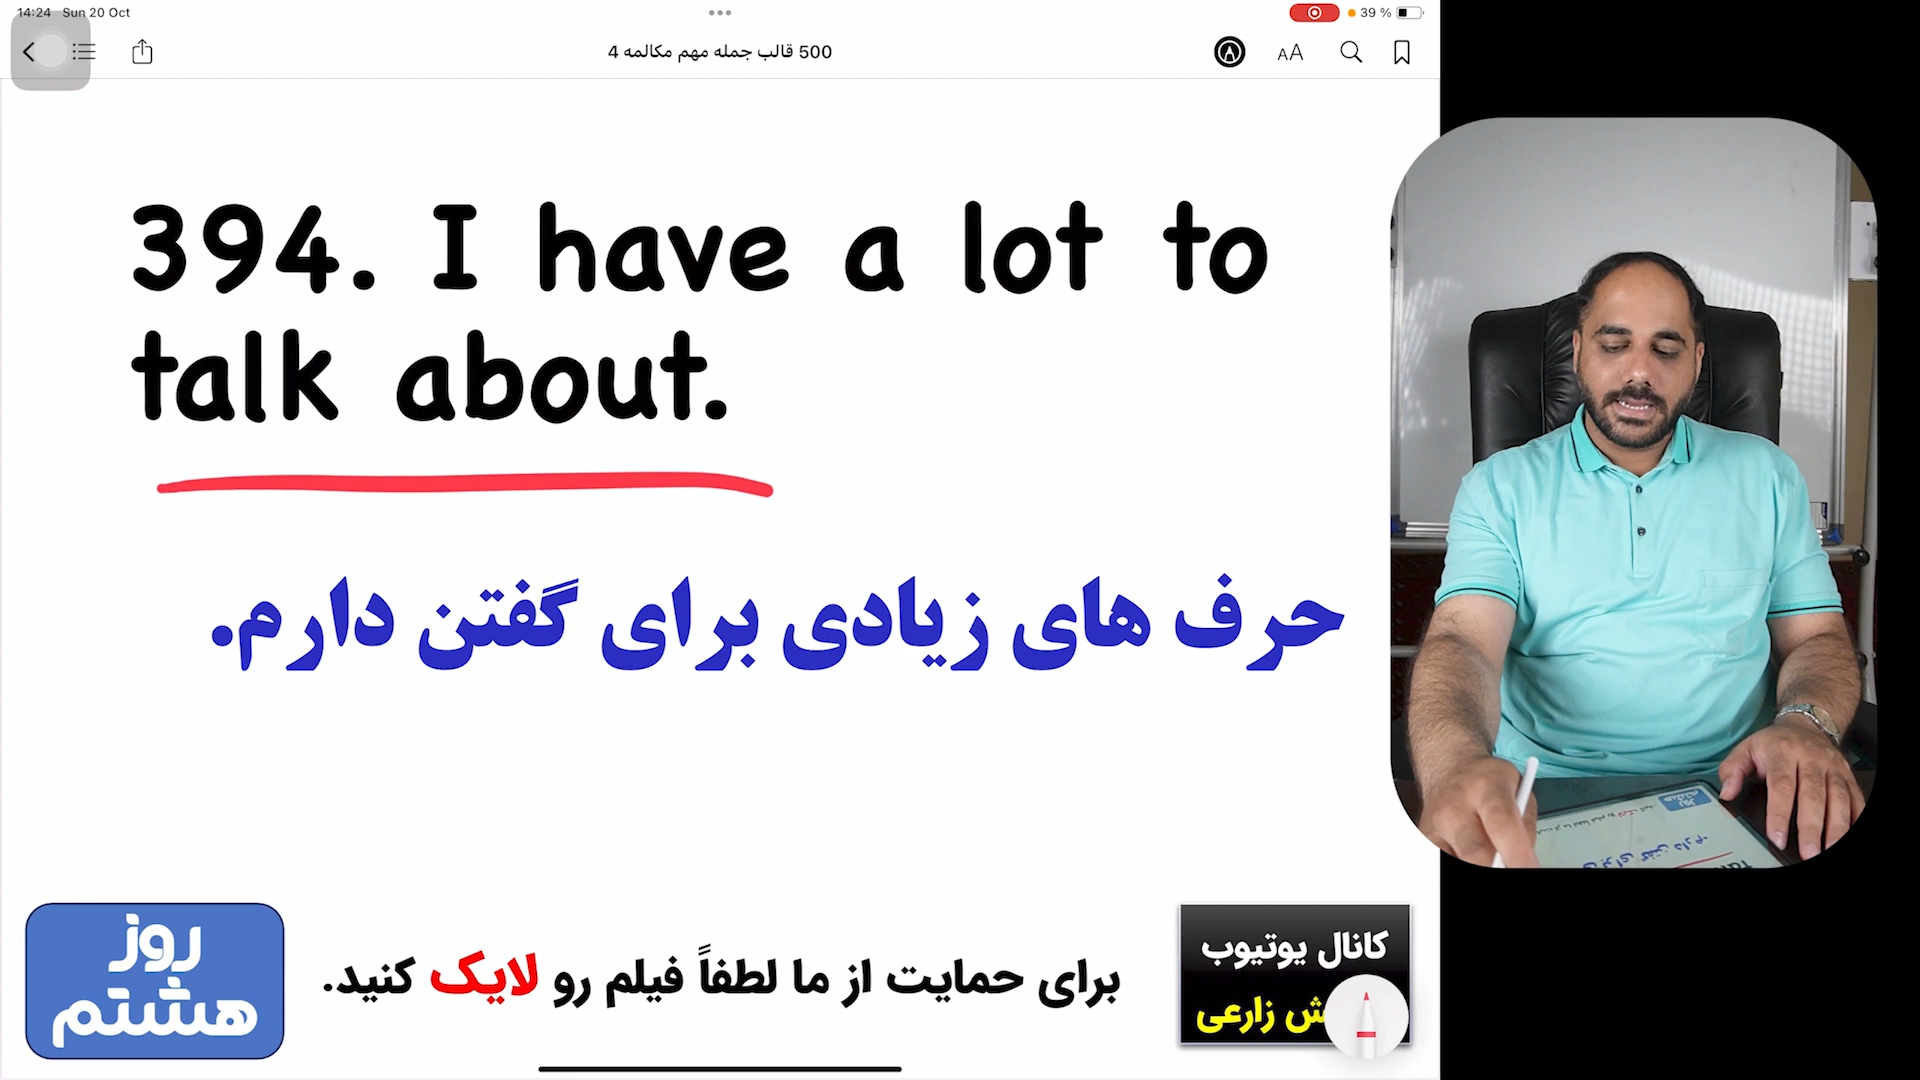 14:24 Sun 20 Oct
39 %
500 قالب جمله مهم مکالمه 4
AA
394. I have a lot to
talk about.
حرف های زیادی برای گفتن دارم.
روز
هشتم
برای حمایت از ما لطفاً فیلم رو لایک کنید.
کانال یوتیوب
زارعی